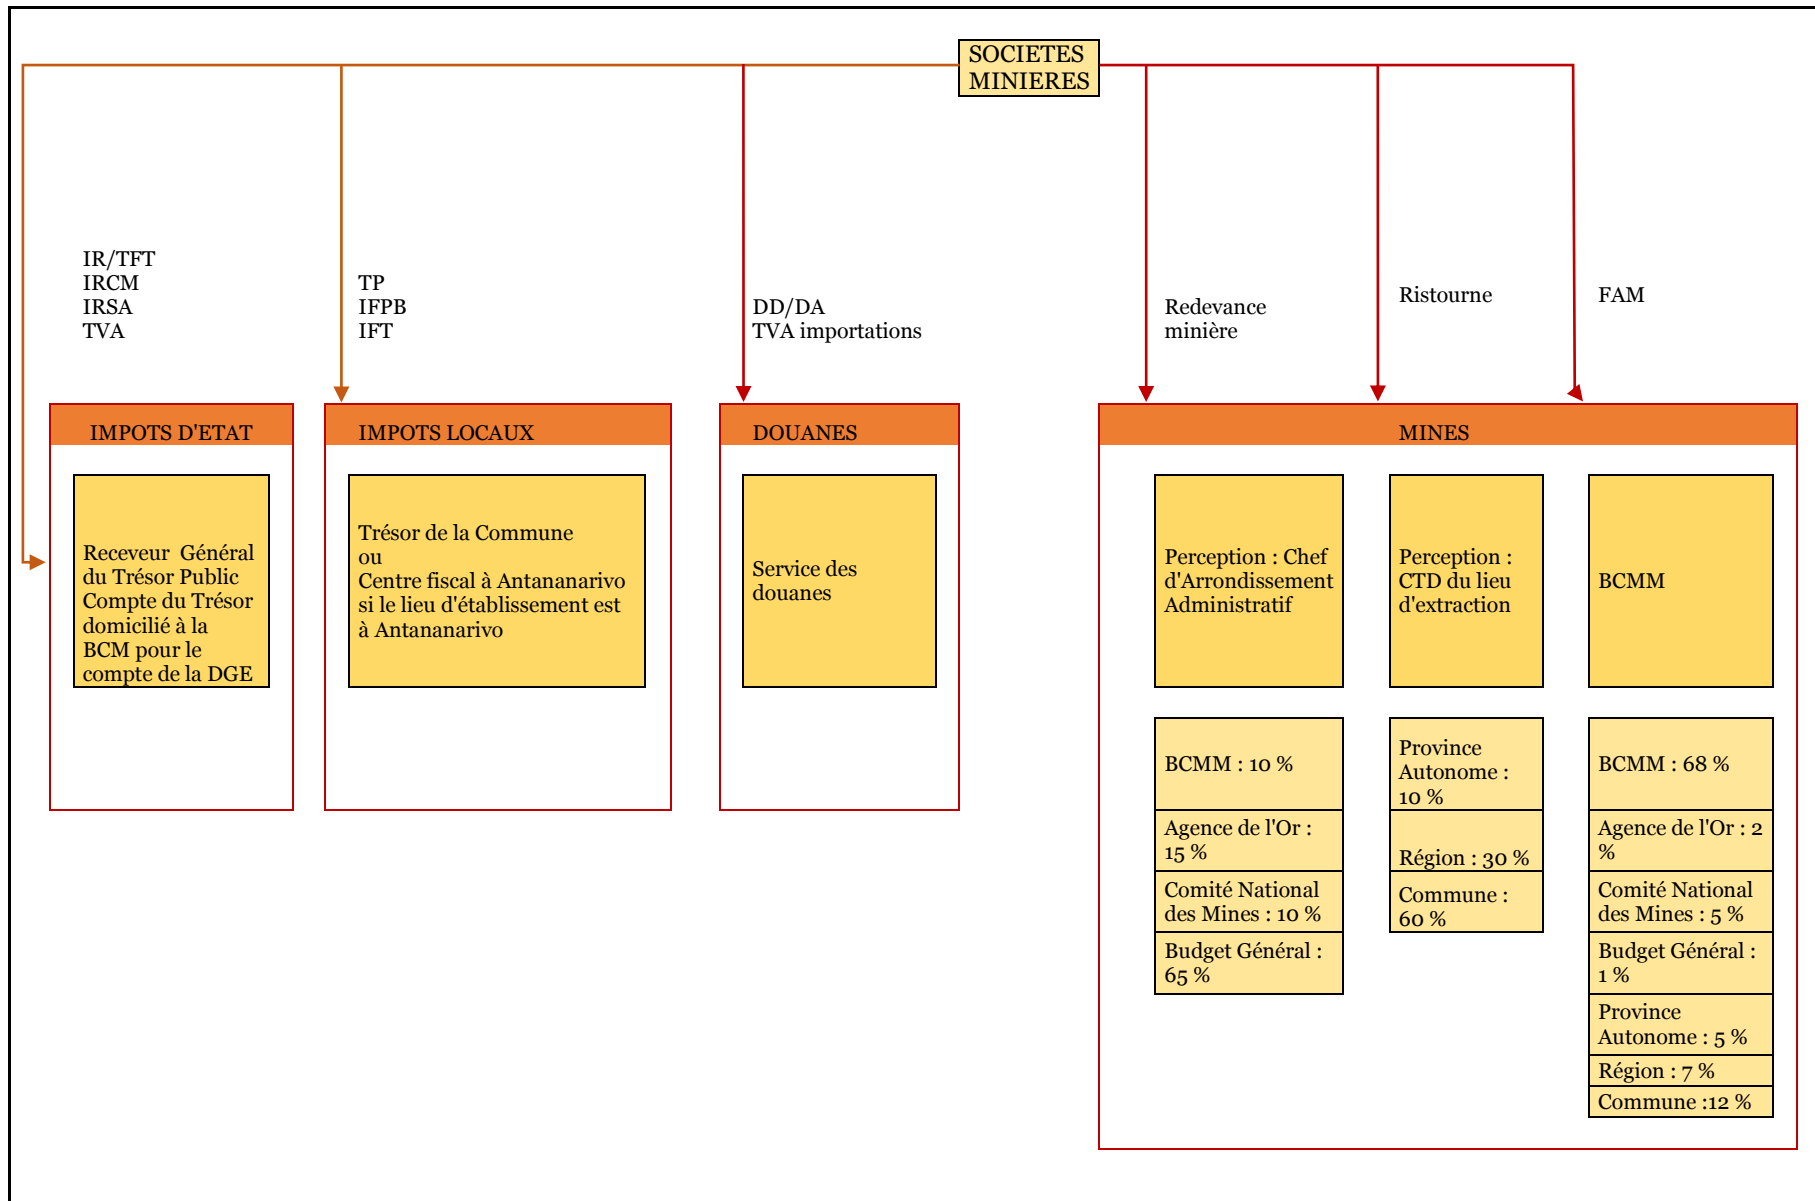 SOCIETES
MINIERES
IR/TFT
IRCM
IRSA
TVA
TP
IFPB
IFT
DD/DA
TVA importations
Redevance
minière
Ristourne
FAM
IMPOTS D'ETAT
IMPOTS LOCAUX
DOUANES
MINES
Receveur Général
du Trésor Public
Compte du Trésor
domicilié à la
BCM pour le
compte de la DGE
Trésor de la Commune
ou
Centre fiscal à Antananarivo
si le lieu d'établissement est
à Antananarivo
Service des
douanes
Perception : Chef
d'Arrondissement
Administratif
Perception :
CTD du lieu
d'extraction
BCMM
BCMM : 10 %
Agence de l'Or :
15 %
Comité National
des Mines : 10 %
Budget Général :
65 %
Province
Autonome :
10 %
Région : 30 %
Commune :
60 %
BCMM : 68 %
Agence de l'Or : 2
%
Comité National
des Mines : 5 %
Budget Général :
1 %
Province
Autonome : 5 %
Région : 7 %
Commune :12 %